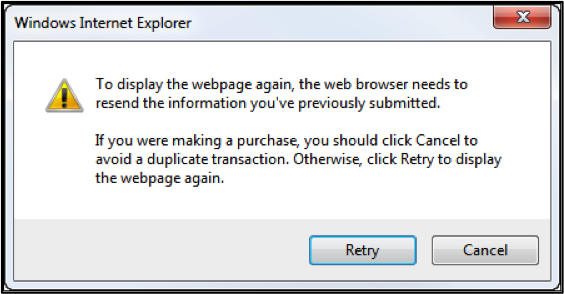 Windows Internet Explorer
To display the webpage again, the web browser needs to
resend the information you've previously submitted.
If you were making a purchase, you should click Cancel to
avoid a duplicate transaction. Otherwise, click Retry to display
the webpage again.
Retry
Cancel